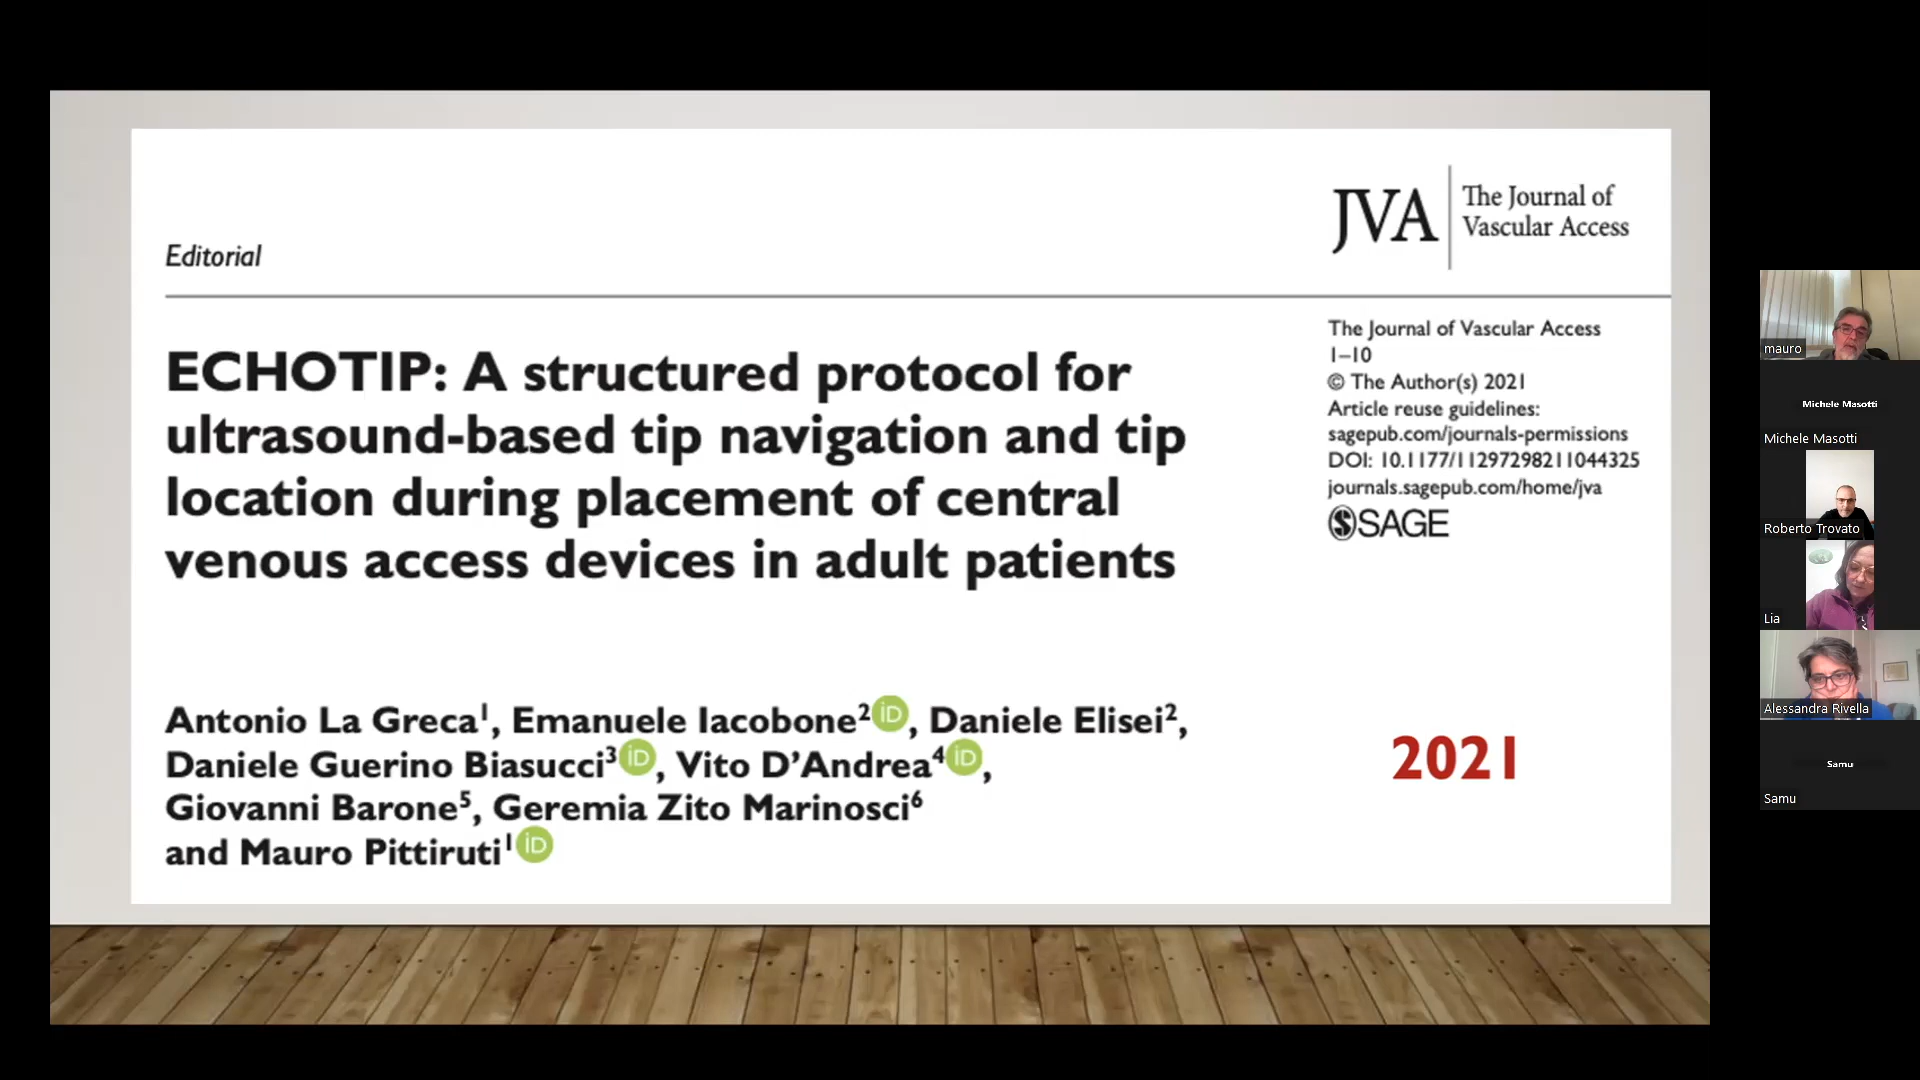 JVA
The Journal of
Vascular Access
Editorial
ECHOTIP: A structured protocol for
ultrasound-based tip navigation and tip
location during placement of central
venous access devices in adult patients
The Journal of Vascular Access
1–10
© The Author(s) 2021
Article reuse guidelines:
sagepub.com/journals-permissions
DOI: 10.1177/11297298211044325
journals.sagepub.com/home/jva
SAGE
Antonio La Greca¹, Emanuele Iacobone² iD, Daniele Elisei²,
Daniele Guerino Biasucci³ iD, Vito D’Andrea⁴ iD,
Giovanni Barone⁵, Geremia Zito Marinosci⁶
and Mauro Pittiruti¹ iD
2021
mauro
Michele Masotti
Michele Masotti
Roberto Trovato
Lia
Alessandra Rivella
Samu
Samu